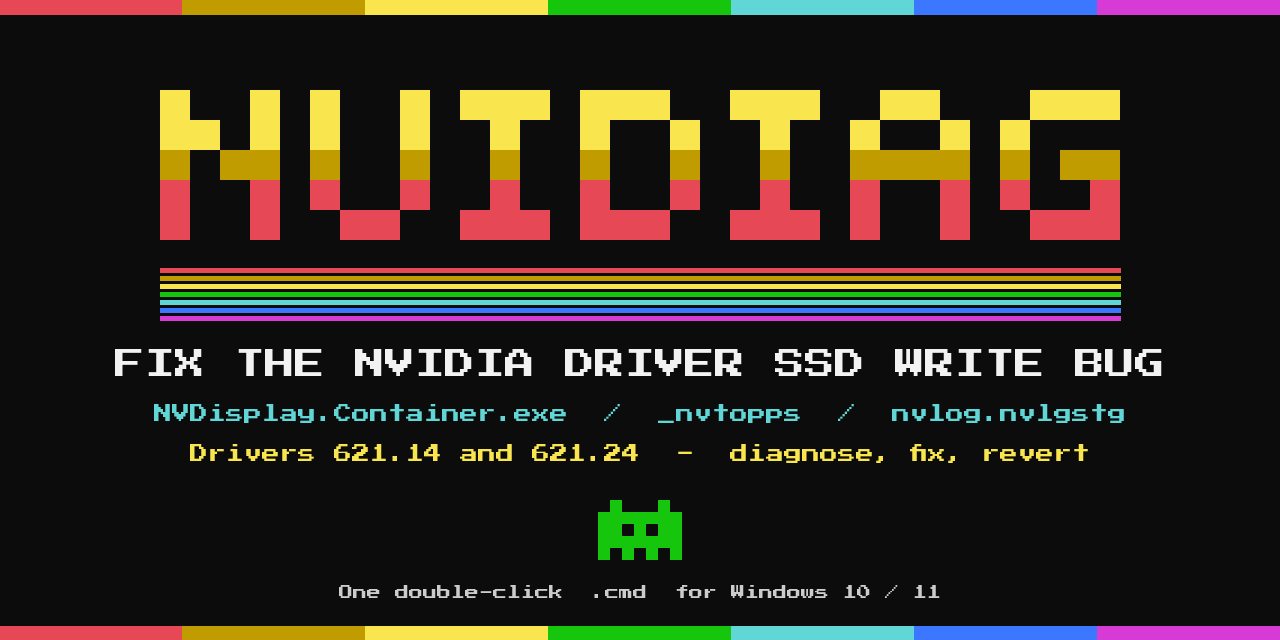 NVIDIAG
FIX THE NVIDIA DRIVER SSD WRITE BUG
NVDisplay.Container.exe / _nvtopps / nvlog.nvlgstg
Drivers 621.14 and 621.24 - diagnose, fix, revert
One double-click .cmd for Windows 10 / 11